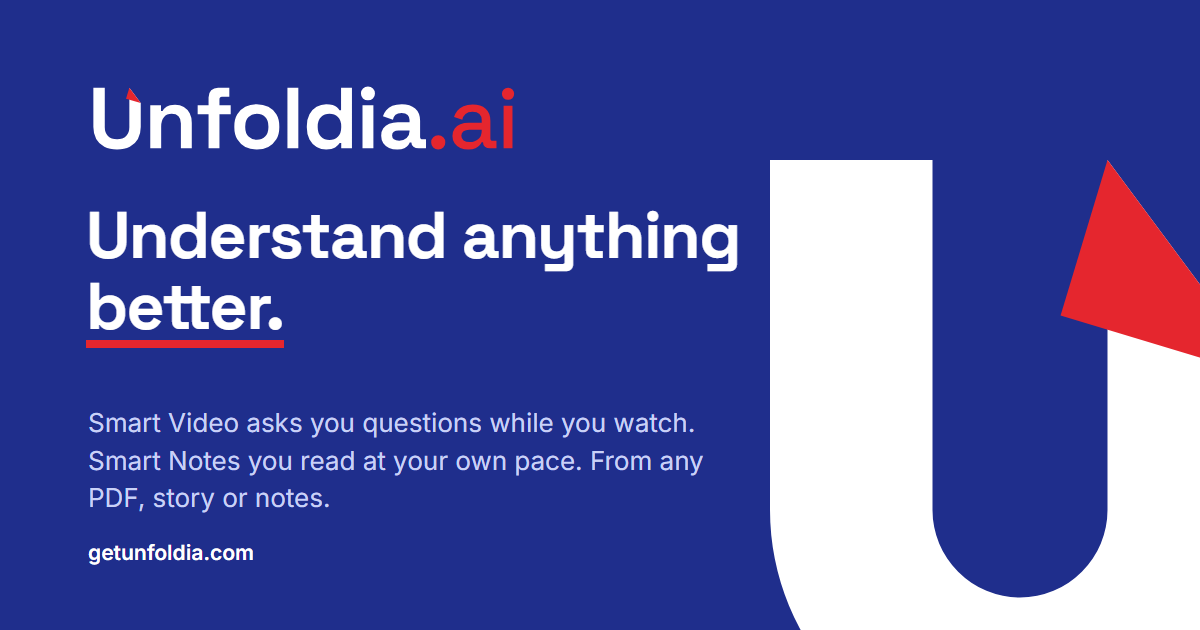 Unfoldia.ai
Understand anything
better.
Smart Video asks you questions while you watch.
Smart Notes you read at your own pace. From any
PDF, story or notes.
getunfoldia.com